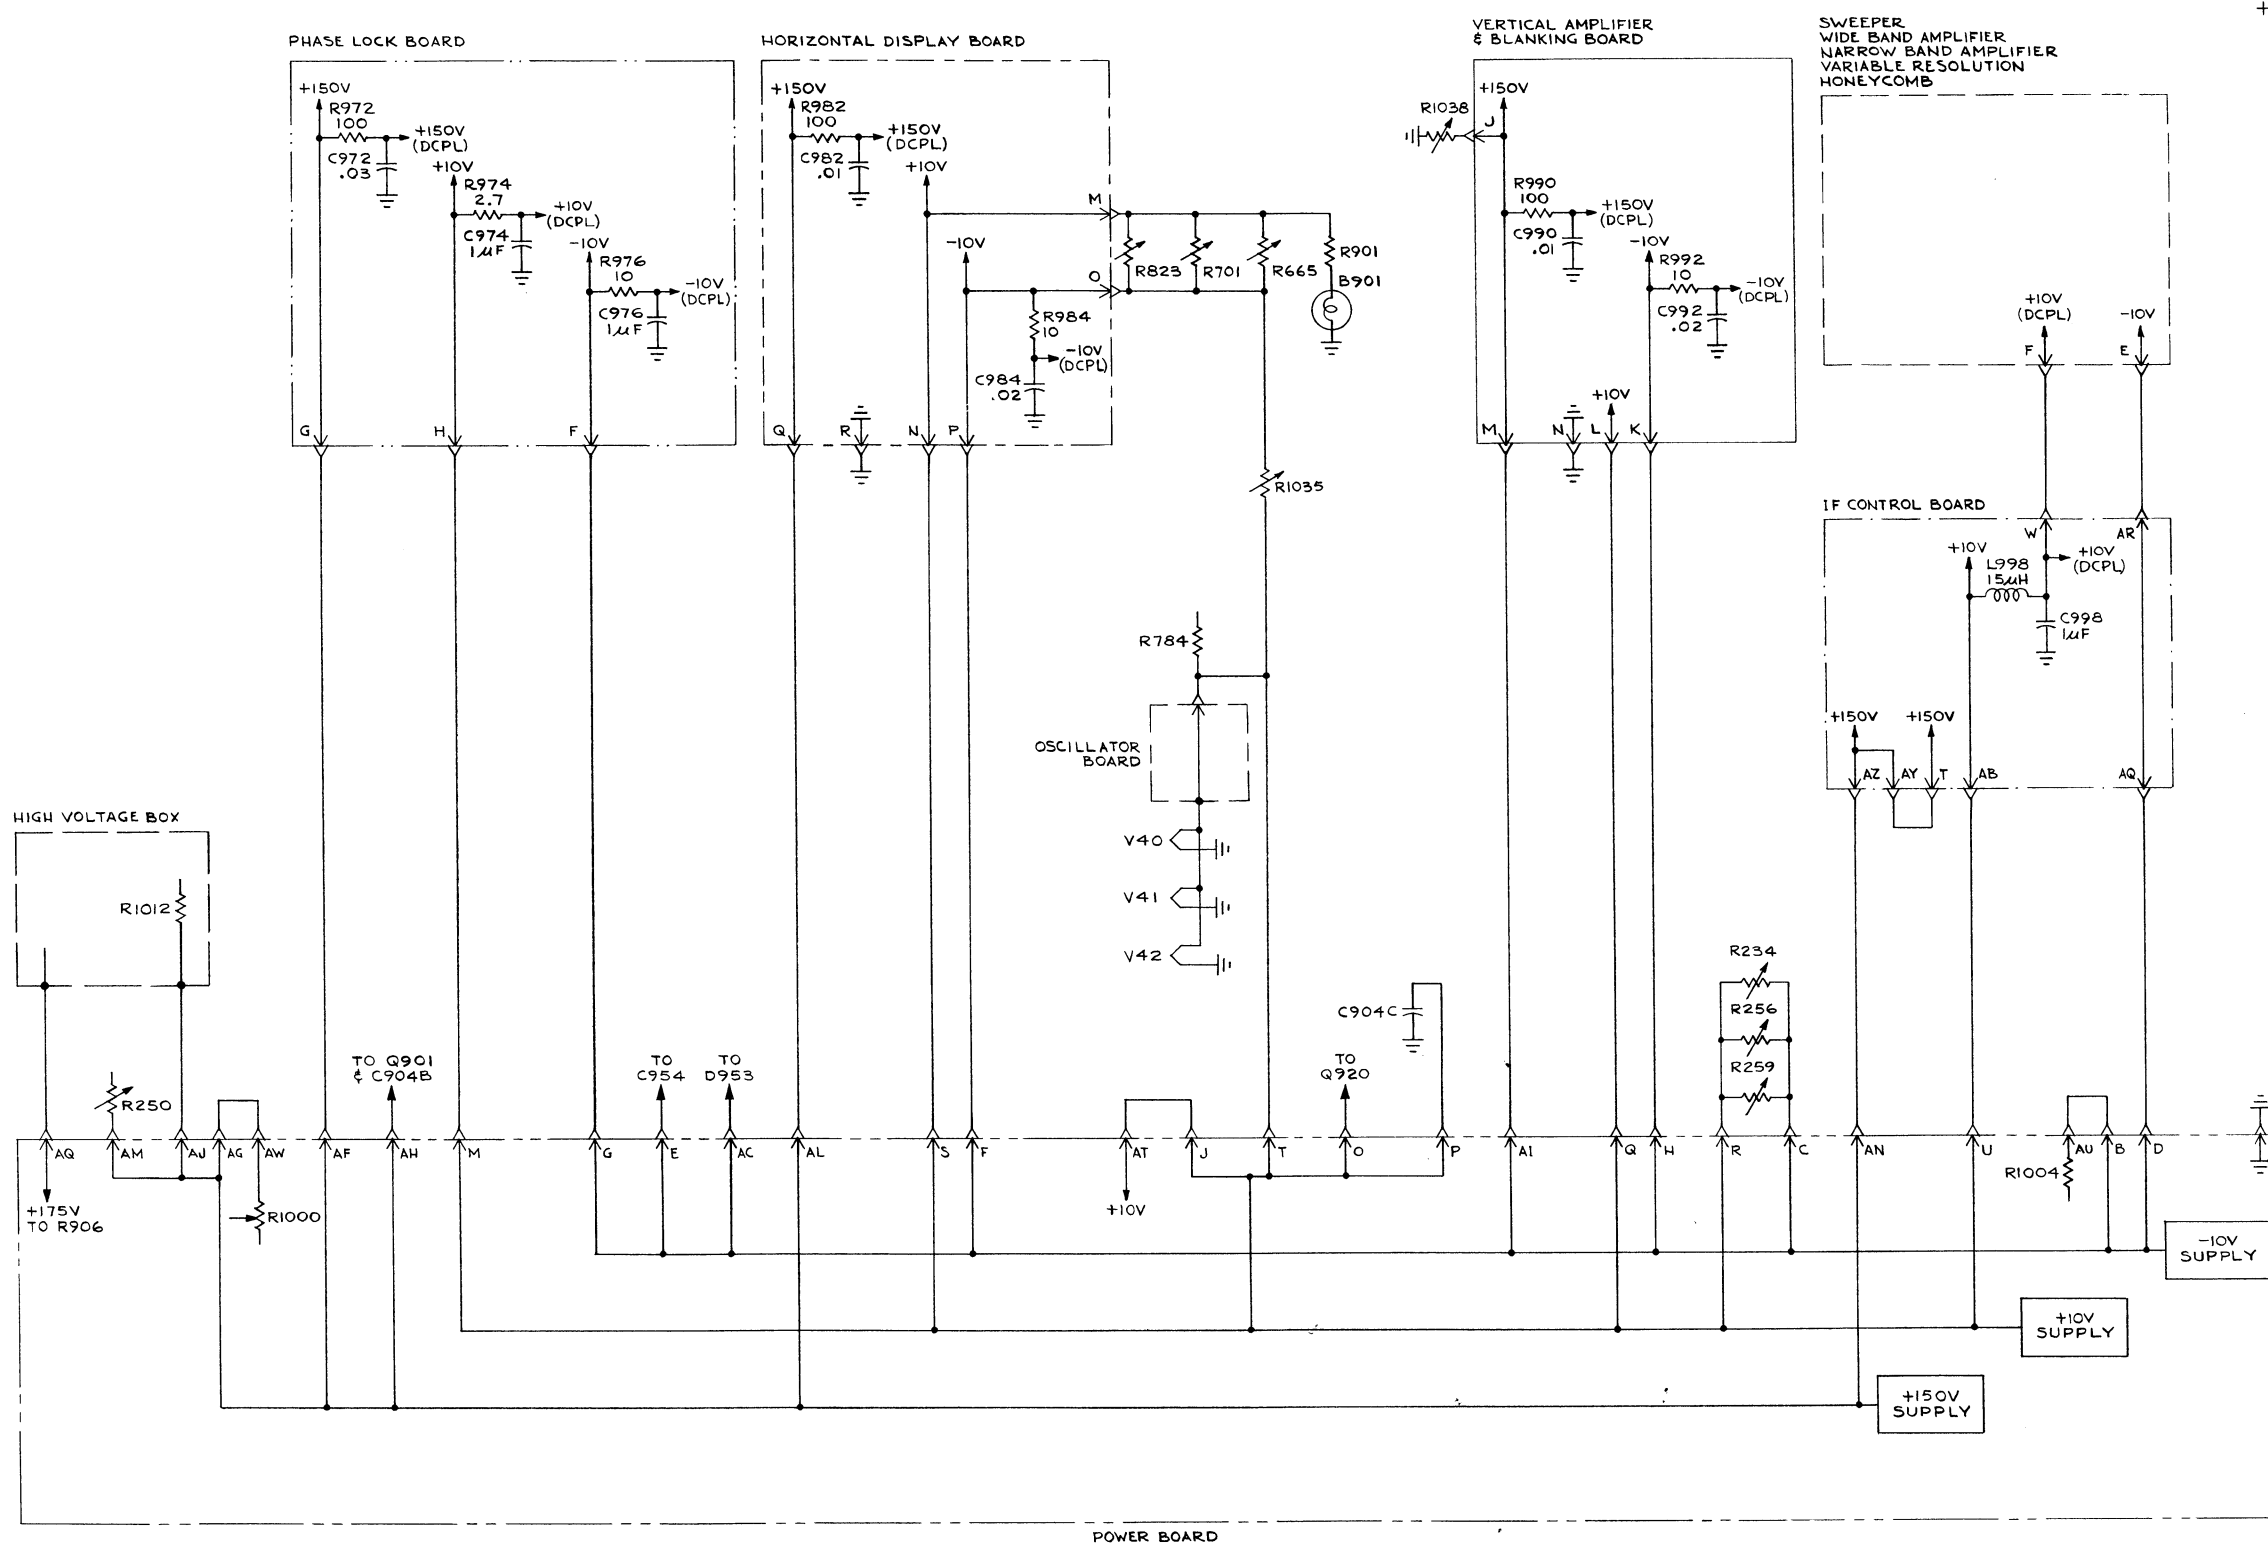 PHASE LOCK BOARD
+150V
R972
100
+150V
(DCPL)
C972
.03
+10V
R974
2.7
+10V
(DCPL)
C974
1µF
-10V
R976
10
-10V
(DCPL)
C976
1µF
G
H
F
HORIZONTAL DISPLAY BOARD
+150V
R982
100
+150V
(DCPL)
C982
.01
+10V
M
-10V
O
R984
10
-10V
(DCPL)
C984
.02
Q
R
N
P
R823
R701
R665
R901
B901
R1035
VERTICAL AMPLIFIER
& BLANKING BOARD
R1038
+150V
J
R990
100
+150V
(DCPL)
C990
.01
-10V
R992
10
-10V
(DCPL)
C992
.02
+10V
M
N
L
K
SWEEPER
WIDE BAND AMPLIFIER
NARROW BAND AMPLIFIER
VARIABLE RESOLUTION
HONEYCOMB
+10V
(DCPL)
-10V
F
E
IF CONTROL BOARD
W
AR
+10V
L998
15µH
+10V
(DCPL)
C998
1µF
+150V
+150V
AZ
AY
T
AB
AQ
R784
OSCILLATOR
BOARD
V40
V41
V42
HIGH VOLTAGE BOX
R1012
R250
TO Q901
& C904B
TO
C954
TO
D953
TO
Q920
C904C
R234
R256
R259
AQ
AM
AJ
AG
AW
AF
AH
M
G
E
AC
AL
S
F
AT
J
T
O
P
AI
Q
H
R
C
AN
U
AU
B
D
+175V
TO R906
R1000
+10V
R1004
-10V
SUPPLY
+10V
SUPPLY
+150V
SUPPLY
POWER BOARD